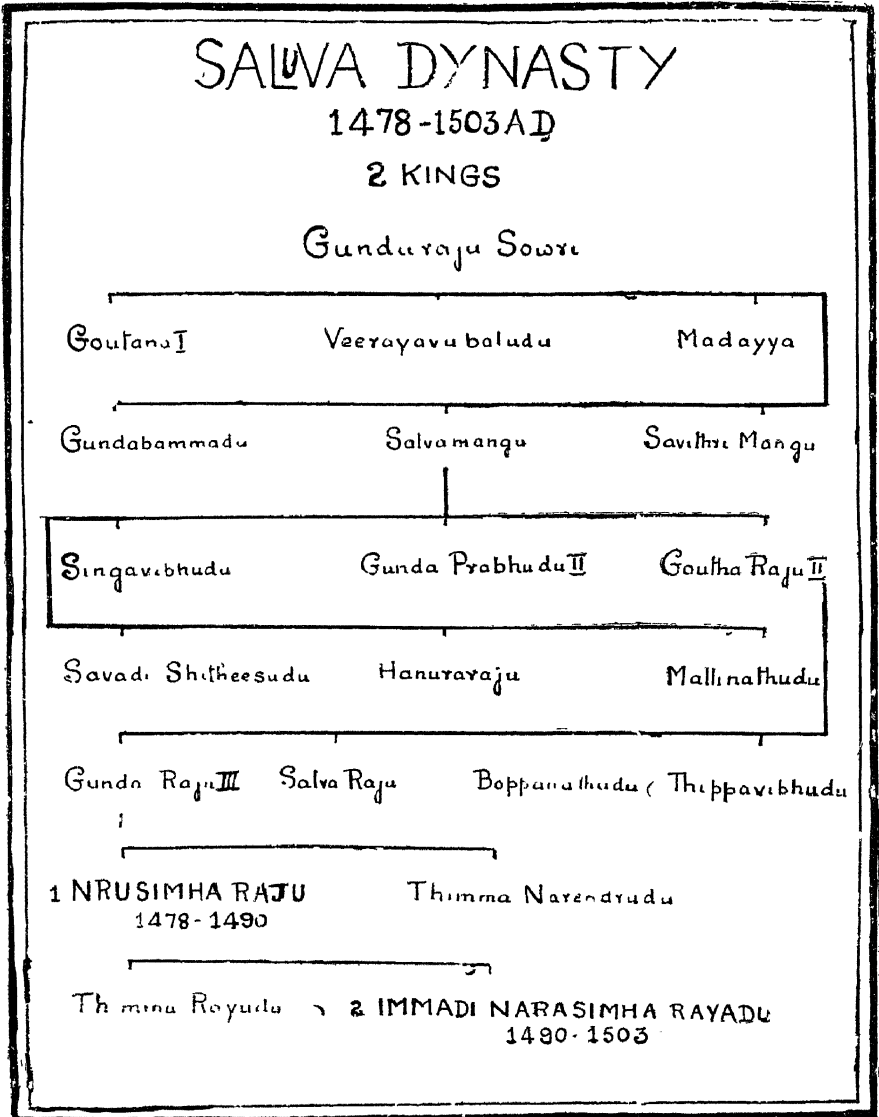 SALUVA DYNASTY
1478-1503 AD
2 KINGS
Gunduraju Sowri
Goutana I Veerayavubaludu Madayya
Gundabammadu Salvamangu Savithri Mangu
Singavibhudu Gunda Prabhudu II Goutha Raju II
Savadi Shitheesudu Hanuraraju Mallinathudu
Gunda Raju III Salva Raju Boppanathudu ( Thippavibhudu
1 NRUSIMHA RAJU Thimma Narendrudu
1478-1490
Thimma Rayudu 2 IMMADI NARASIMHA RAYADU
1490-1503